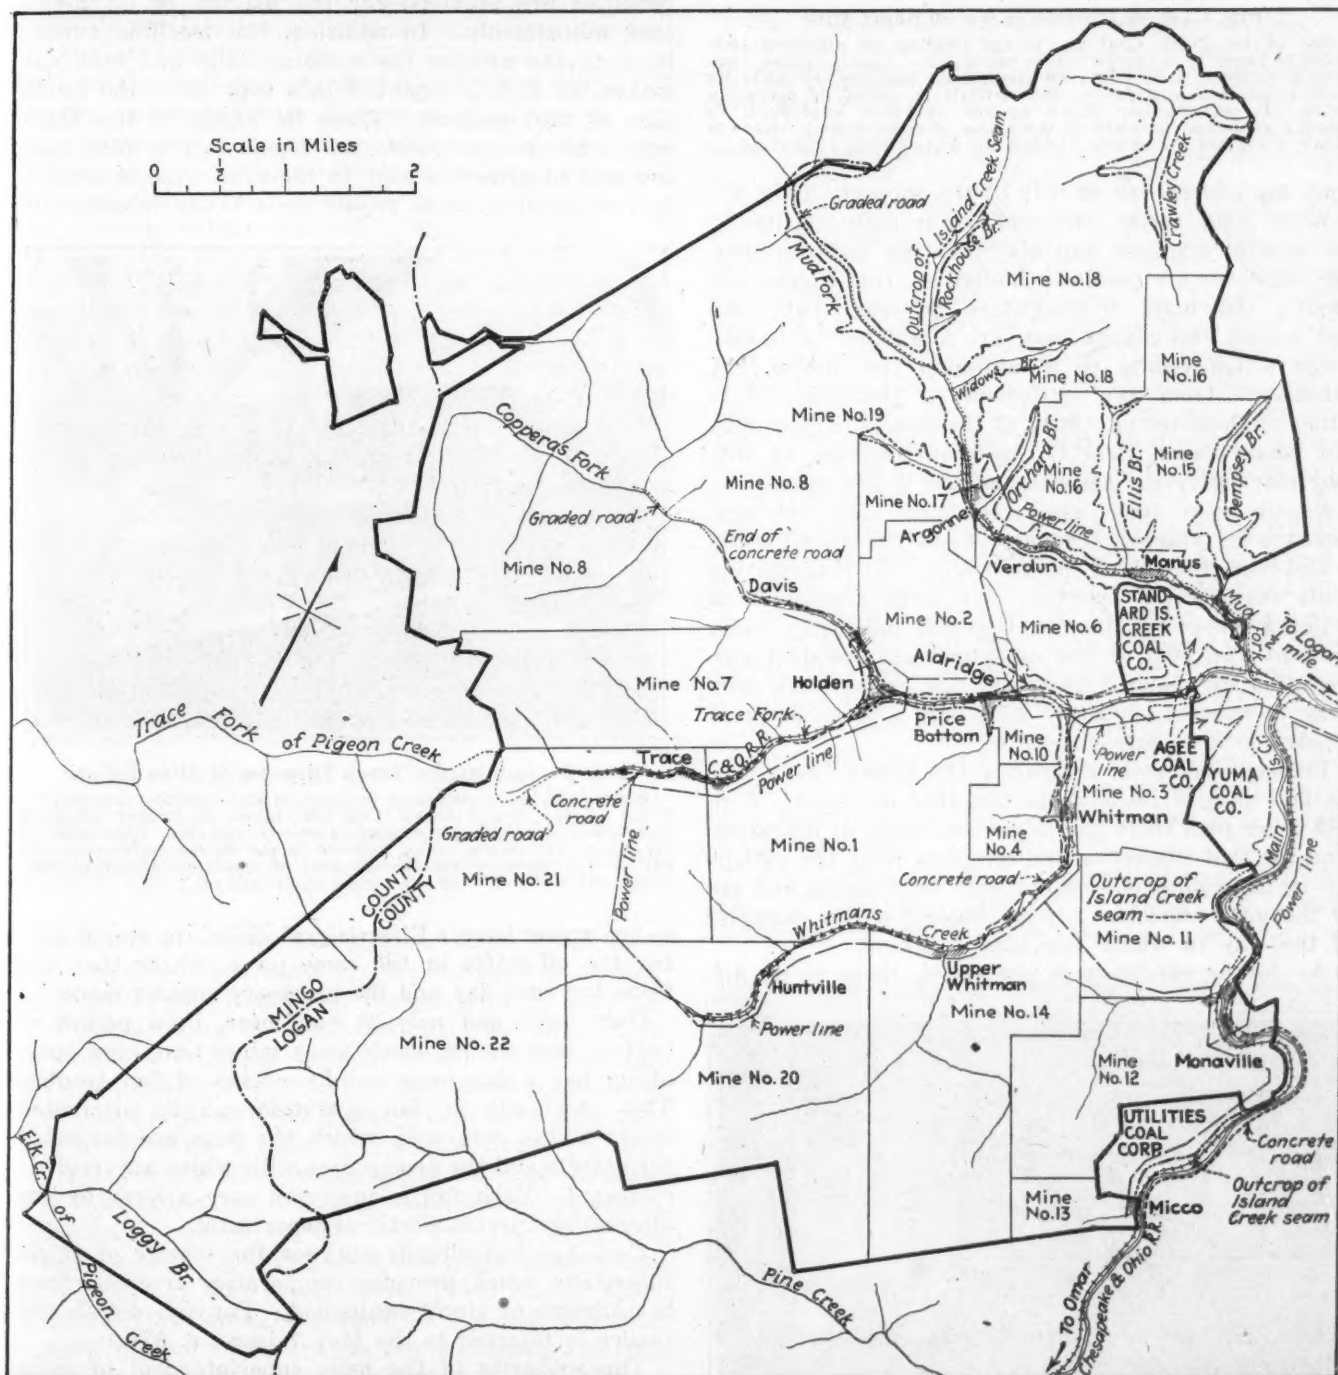 Scale in Miles
0 1/2 2
Graded road
Mud Fork
Outcrop of Island Creek Seam
Rockhouse Br.
Crawley Creek
Mine No.18
Widows Br.
Mine No.18
Mine No.16
Copperas Fork
Mine No.19
Orchard Br.
Mine No.16
Ellis Br.
Mine No.15
Dempsey Br.
Mine No.8
Mine No.17
Graded road
Argonne
Power line
End of
concrete road
Verdun
Manus
Mine No.8
Davis
Mine No.2
Mine No.6
STAND-
ARD IS.
CREEK
COAL
CO.
Mud Fork
To Logan
1/2 mile
Aldridge
Mine No.7
Holden
Trace Fork
of Pigeon Creek
Trace Fork
Price
Bottom
Trace
C.&O.R.R.
Power line
Mine
No.10
Power
line
Mine No.3
AGEE
COAL
CO.
YUMA
COAL
CO.
Main
Is. Cr.
Power line
Concrete
road
Graded road
Whitman
Mine
No.4
Mine No.1
Concrete road
Mine No.21
Power line
COUNTY
COUNTY
MINGO
LOGAN
Whitmans Creek
Outcrop of
Island Creek
seam
Mine No.11
Huntville
Upper
Whitman
Power line
Mine No.14
Mine No.22
Mine No.20
Mine
No.12
Monaville
UTILITIES
COAL
CORP.
Concrete
road
Elk Cr.
of
Pigeon Creek
Loggy Br.
Mine
No.13
Micco
Outcrop of
Island
Creek seam
Pine Creek
To Omar
Chesapeake & Ohio R.R.